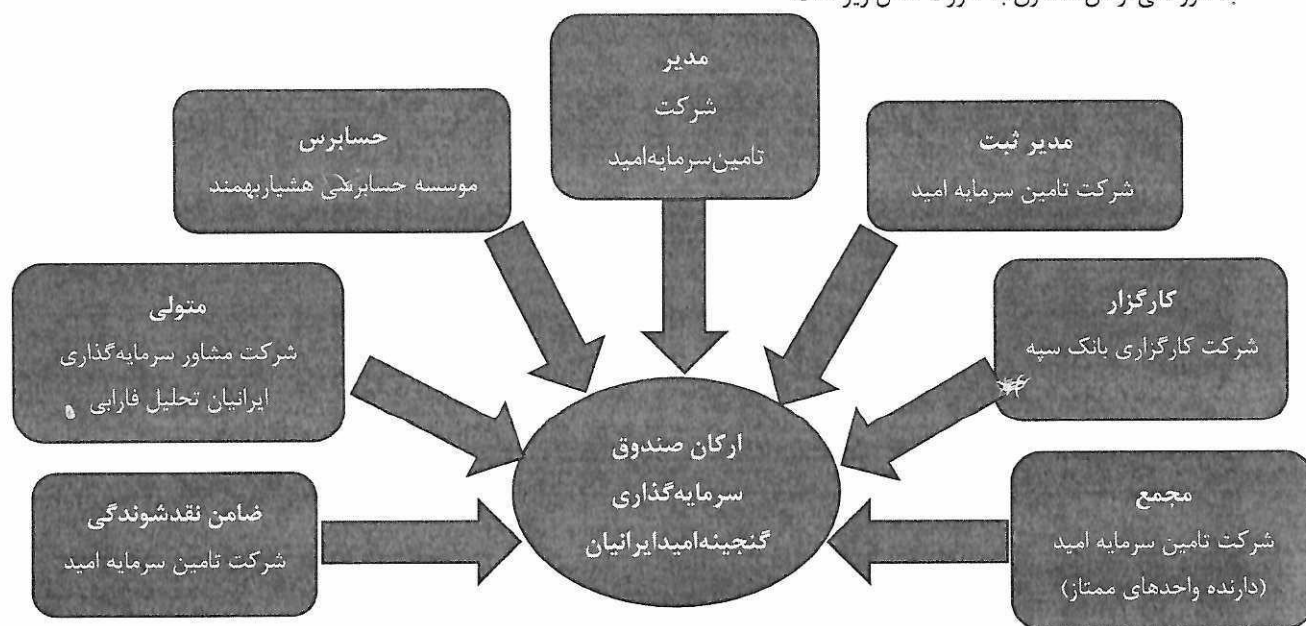 مدیر
شرکت
تامین‌سرمایه‌امید
مدیر ثبت
شرکت تامین سرمایه امید
حسابرس
موسسه حسابرسی هشیاربهمند
کارگزار
شرکت کارگزاری بانک سپه
متولی
شرکت مشاور سرمایه‌گذاری
ایرانیان تحلیل فارابی
مجمع
شرکت تامین سرمایه امید
(دارنده واحدهای ممتاز)
ضامن نقدشوندگی
شرکت تامین سرمایه امید
ارکان صندوق
سرمایه‌گذاری
گنجینه‌امیدایرانیان